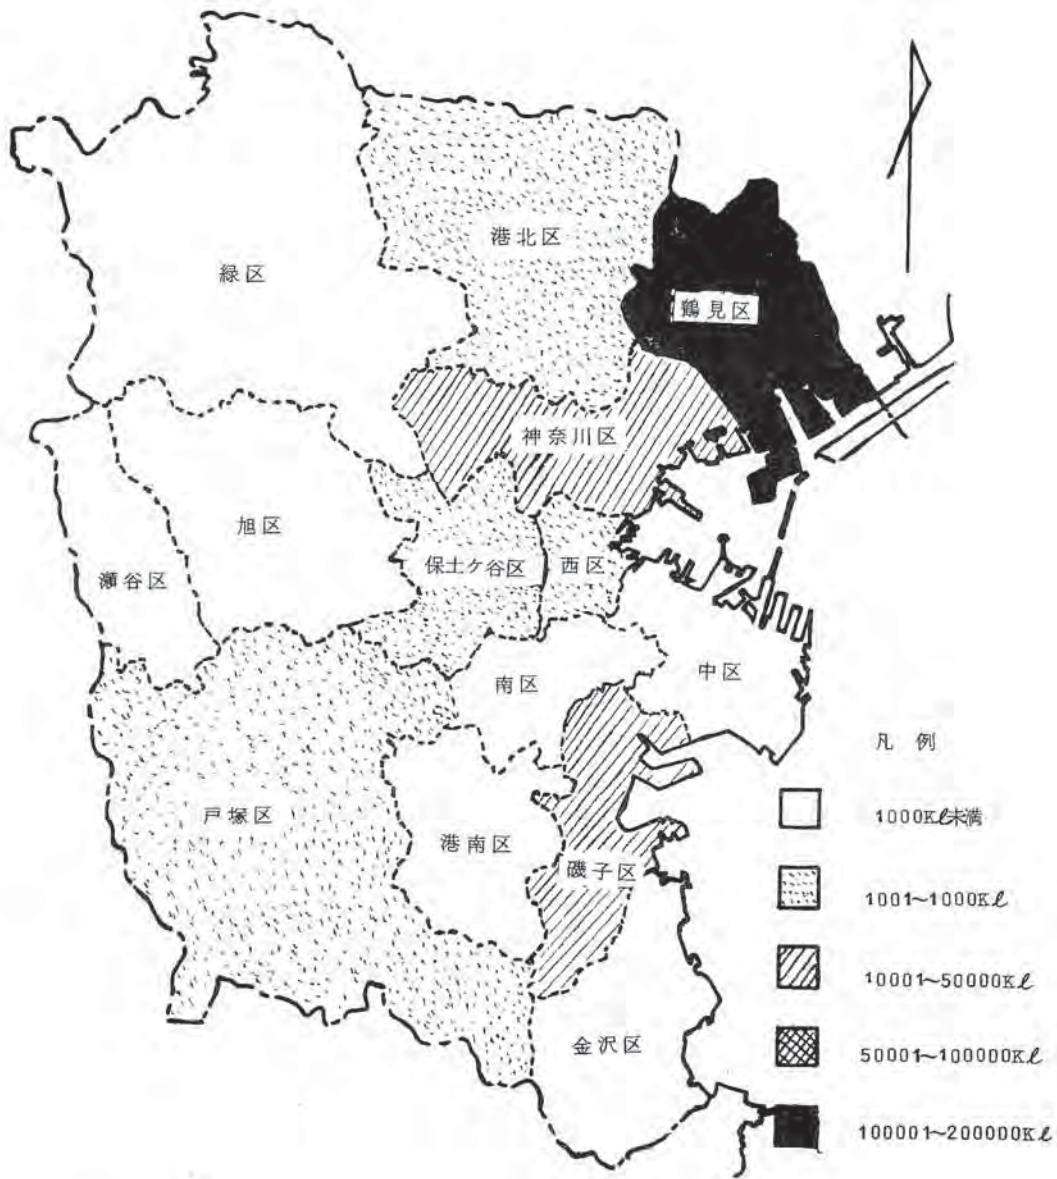 港北区
緑区
鶴見区
神奈川区
旭区
保土ケ谷区
西区
瀬谷区
南区
中区
戸塚区
港南区
磯子区
金沢区
凡例
1000Kℓ未満
1001~1000Kℓ
10001~50000Kℓ
50001~100000Kℓ
100001~200000Kℓ